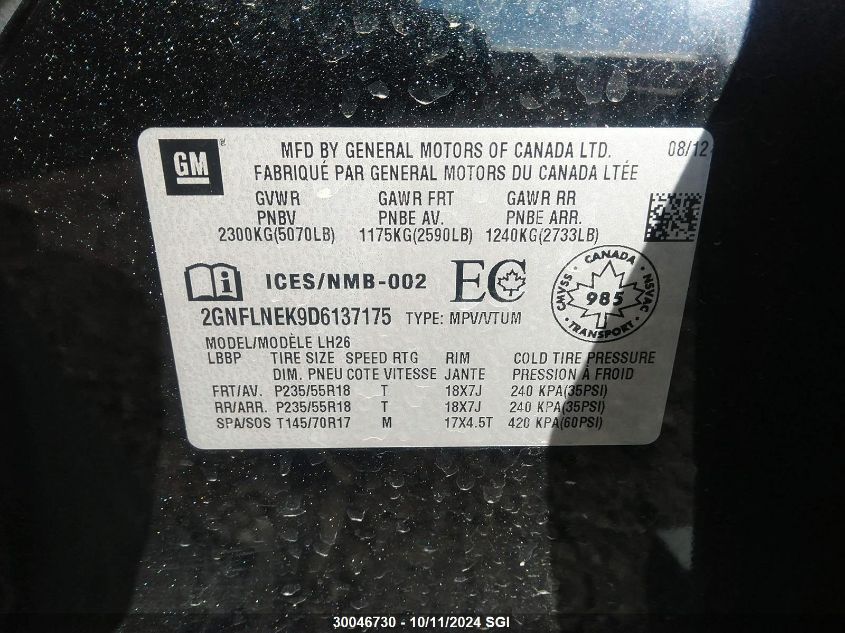 GM
MFD BY GENERAL MOTORS OF CANADA LTD. 08/12
FABRIQUÉ PAR GENERAL MOTORS DU CANADA LTÉE
GVWR GAWR FRT GAWR RR
PNBV PNBE AV. PNBE ARR.
2300KG(5070LB) 1175KG(2590LB) 1240KG(2733LB)
ICES/NMB-002 EC
CANADA
CMVSS 985 NSVAC
TRANSPORT
2GNFLNEK9D6137175 TYPE: MPV/VTUM
MODEL/MODÈLE LH26
LBBP TIRE SIZE SPEED RTG RIM COLD TIRE PRESSURE
DIM. PNEU COTE VITESSE JANTE PRESSION À FROID
FRT/AV. P235/55R18 T 18X7J 240 KPA(35PSI)
RR/ARR. P235/55R18 T 18X7J 240 KPA(35PSI)
SPA/SOS T145/70R17 M 17X4.5T 420 KPA(60PSI)
30046730 - 10/11/2024 SGI